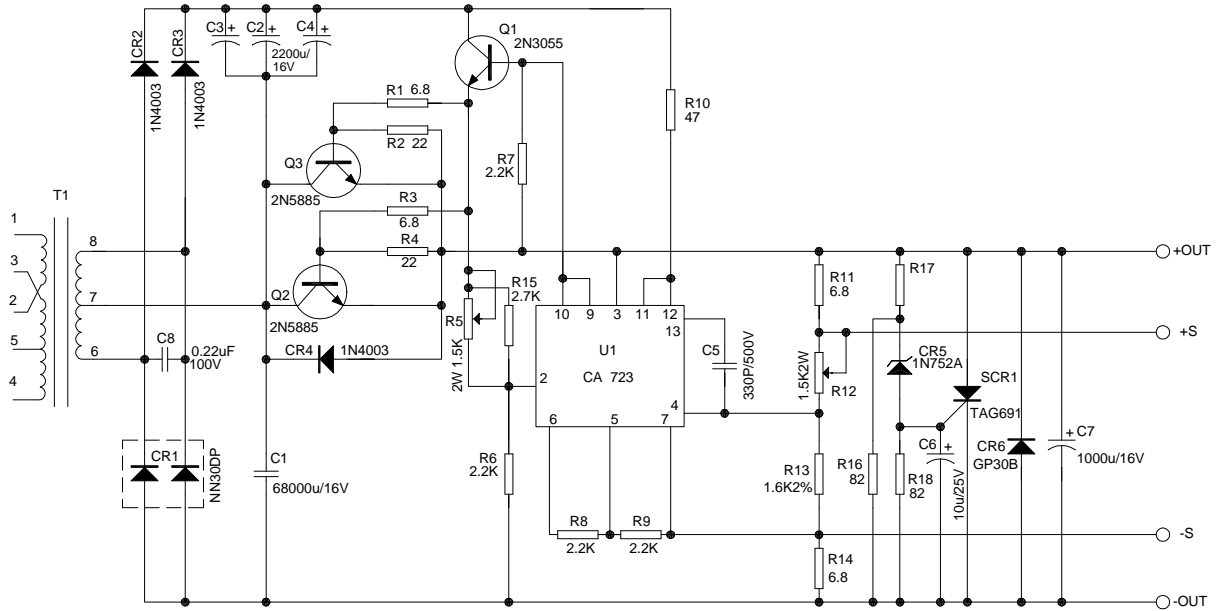 CR2
1N4003
CR3
1N4003
C3 +
C2 +
C4 +
2200u/
16V
Q1
2N3055
R1 6.8
R2 22
Q3
2N5885
R3
6.8
R4
22
Q2
2N5885
R7
2.2K
R10
47
T1
1
3
2
5
4
8
7
6
C8
0.22uF
100V
CR4
1N4003
R5
2W 1.5K
R15
2.7K
10
9
3
11
12
13
U1
CA 723
2
4
6
5
7
C5
330P/500V
R11
6.8
+OUT
R17
+S
1.5K2W
R12
CR5
1N752A
SCR1
TAG691
CR1
NN30DP
C1
68000u/16V
R6
2.2K
R8
2.2K
R9
2.2K
R13
1.6K2%
R16
82
R18
82
C6
+
10u/25V
CR6
GP30B
+ C7
1000u/16V
R14
6.8
-S
-OUT